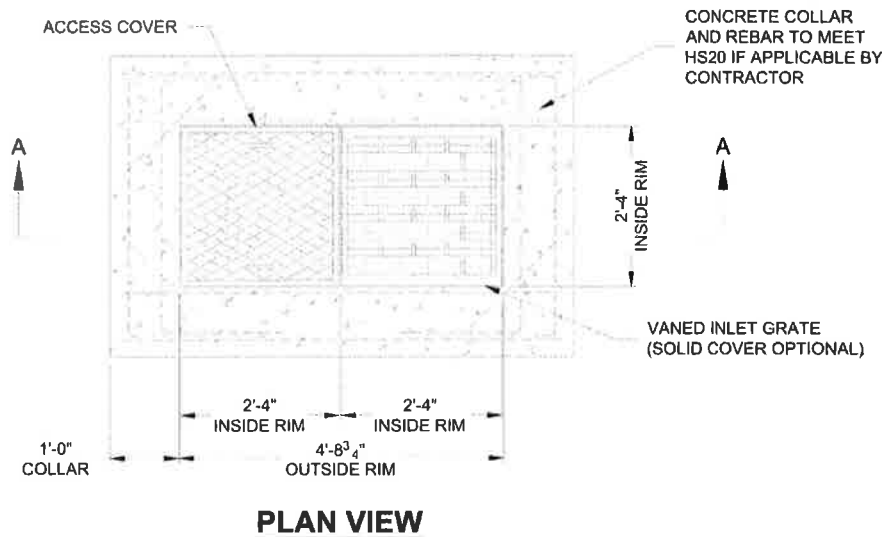 ACCESS COVER
CONCRETE COLLAR
AND REBAR TO MEET
HS20 IF APPLICABLE BY
CONTRACTOR
A
A
2'-4"
INSIDE RIM
VANED INLET GRATE
(SOLID COVER OPTIONAL)
2'-4"
INSIDE RIM
2'-4"
INSIDE RIM
1'-0"
COLLAR
4'-8 3/4"
OUTSIDE RIM
PLAN VIEW